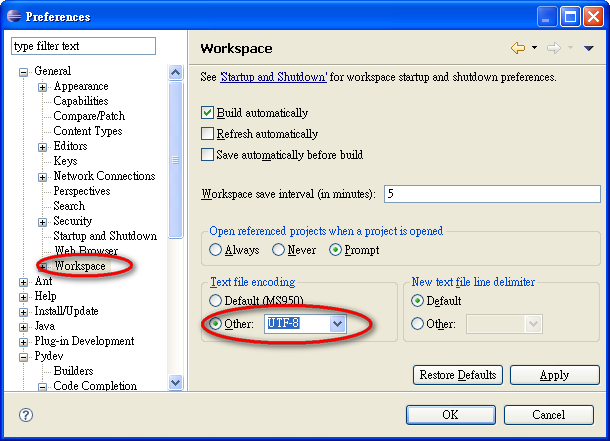 Preferences
type filter text
General
Appearance
Capabilities
Compare/Patch
Content Types
Editors
Keys
Network Connections
Perspectives
Search
Security
Startup and Shutdown
Web Browser
Workspace
Ant
Help
Install/Update
Java
Plug-in Development
Pydev
Builders
Code Completion
Workspace
See 'Startup and Shutdown' for workspace startup and shutdown preferences.
Build automatically
Refresh automatically
Save automatically before build
Workspace save interval (in minutes): 5
Open referenced projects when a project is opened
Always Never Prompt
Text file encoding
Default (MS950)
Other: UTF-8
New text file line delimiter
Default
Other:
Restore Defaults Apply
OK Cancel